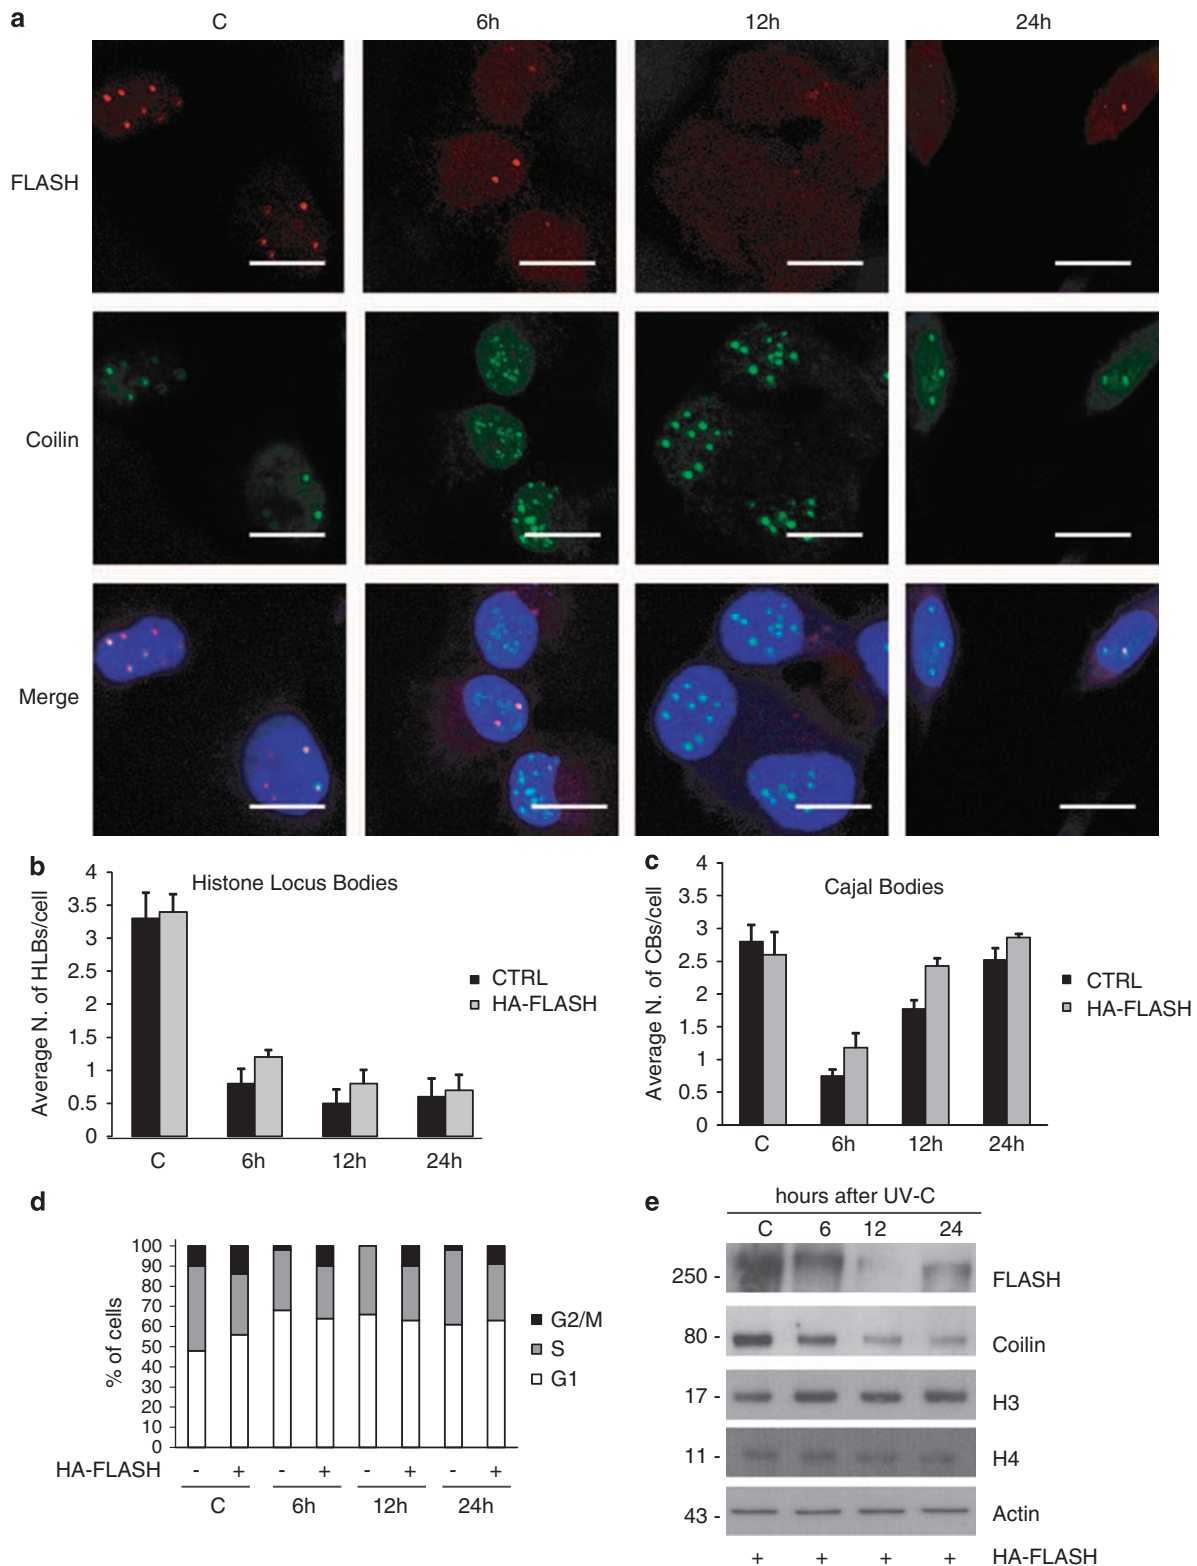 a
C 6h 12h 24h
FLASH
Coilin
Merge
b
Histone Locus Bodies
Average N. of HLBs/cell
4
3.5
3
2.5
2
1.5
1
0.5
0
C 6h 12h 24h
CTRL
HA-FLASH
c
Cajal Bodies
Average N. of CBs/cell
4
3.5
3
2.5
2
1.5
1
0.5
0
C 6h 12h 24h
CTRL
HA-FLASH
d
% of cells
100
90
80
70
60
50
40
30
20
10
0
G2/M
S
G1
HA-FLASH - + - + - + - +
C 6h 12h 24h
e
hours after UV-C
C 6 12 24
250 - FLASH
80 - Coilin
17 - H3
11 - H4
43 - Actin
+ + + + HA-FLASH